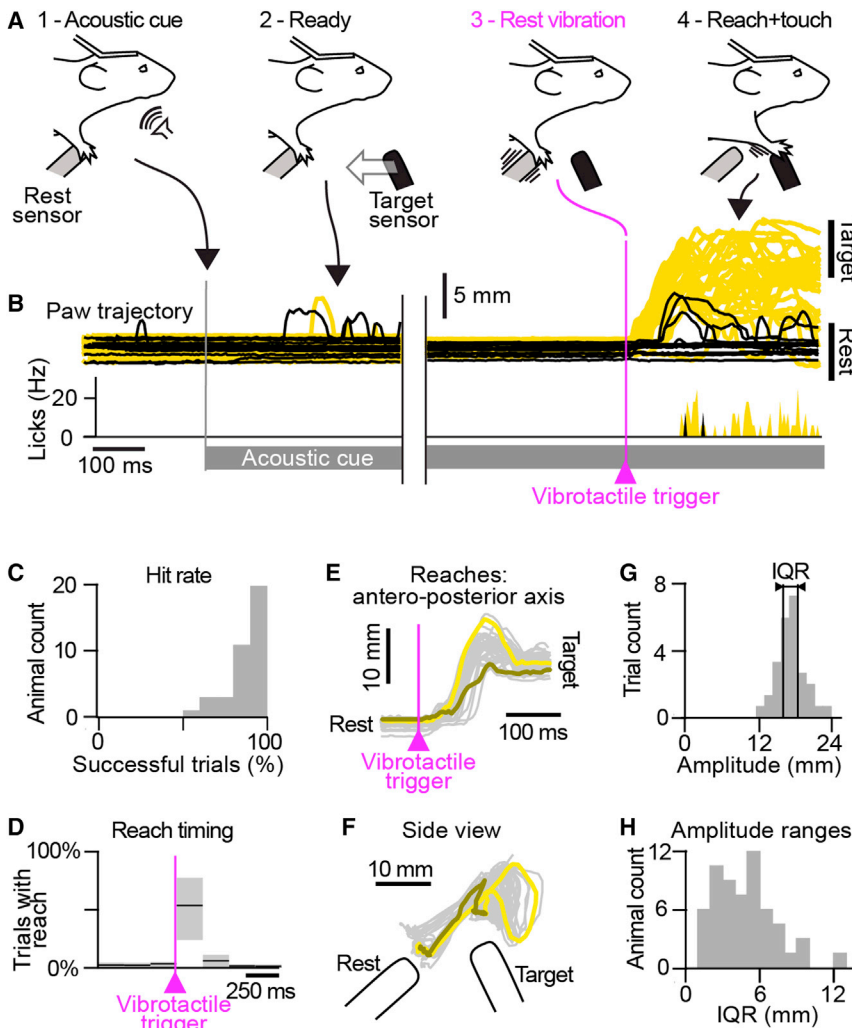 A
1 - Acoustic cue
2 - Ready
3 - Rest vibration
4 - Reach+touch
Rest
sensor
Target
sensor
Target
Rest
B
Paw trajectory
5 mm
Licks (Hz)
20
0
100 ms
Acoustic cue
Vibrotactile trigger
C
Hit rate
Animal count
20
10
0
0
100
Successful trials (%)
D
Reach timing
Trials with
reach
100%
0%
250 ms
Vibrotactile
trigger
E
Reaches:
antero-posterior axis
10 mm
Target
Rest
100 ms
Vibrotactile
trigger
F
Side view
10 mm
Rest
Target
G
IQR
Trial count
8
4
0
0
12
24
Amplitude (mm)
H
Amplitude ranges
Animal count
12
6
0
0
6
12
IQR (mm)